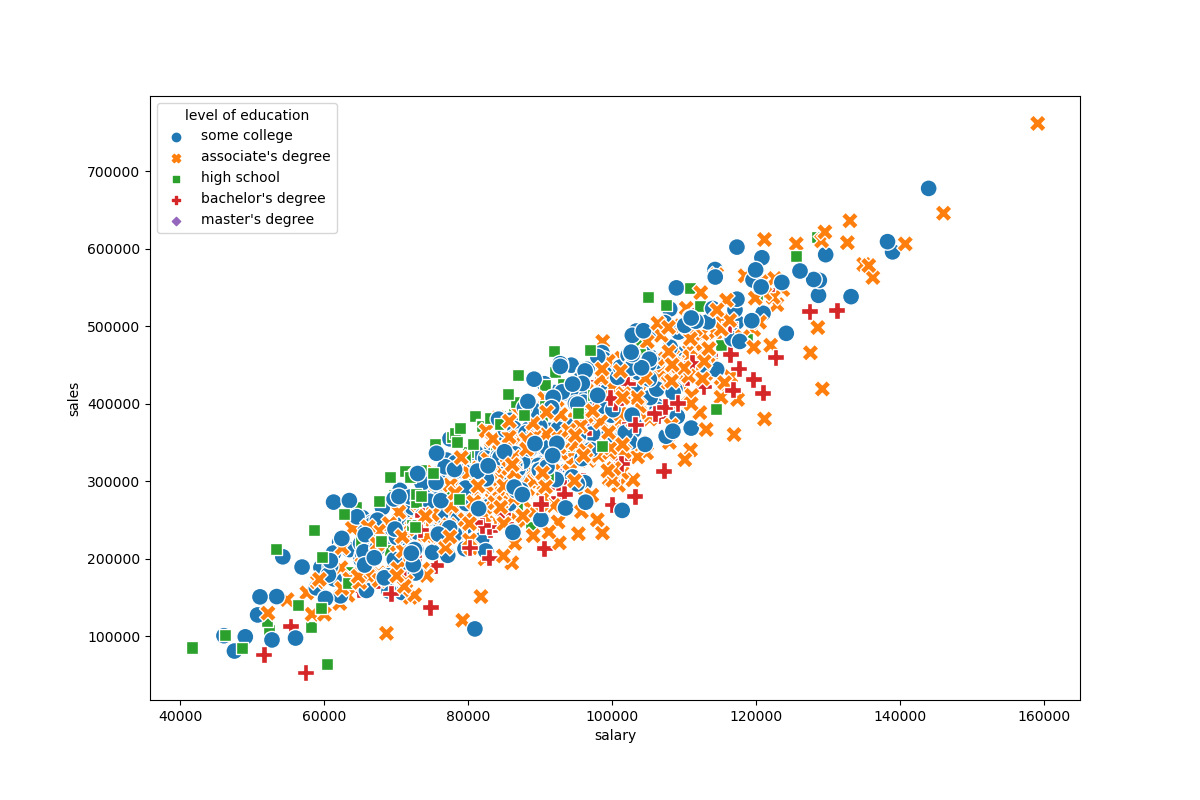 level of education
some college
associate's degree
high school
bachelor's degree
master's degree
700000
600000
500000
400000
300000
200000
100000
sales
40000 60000 80000 100000 120000 140000 160000
salary